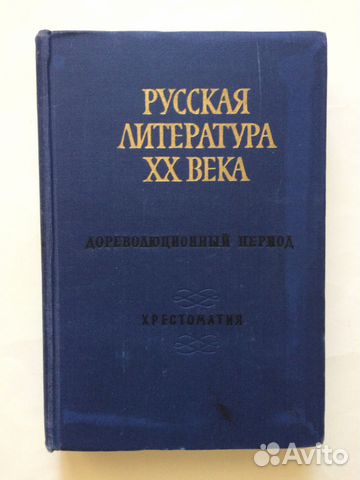 РУССКАЯ
ЛИТЕРАТУРА
XX ВЕКА
ДОРЕВОЛЮЦИОННЫЙ ПЕРИОД
ХРЕСТОМАТИЯ
Avito